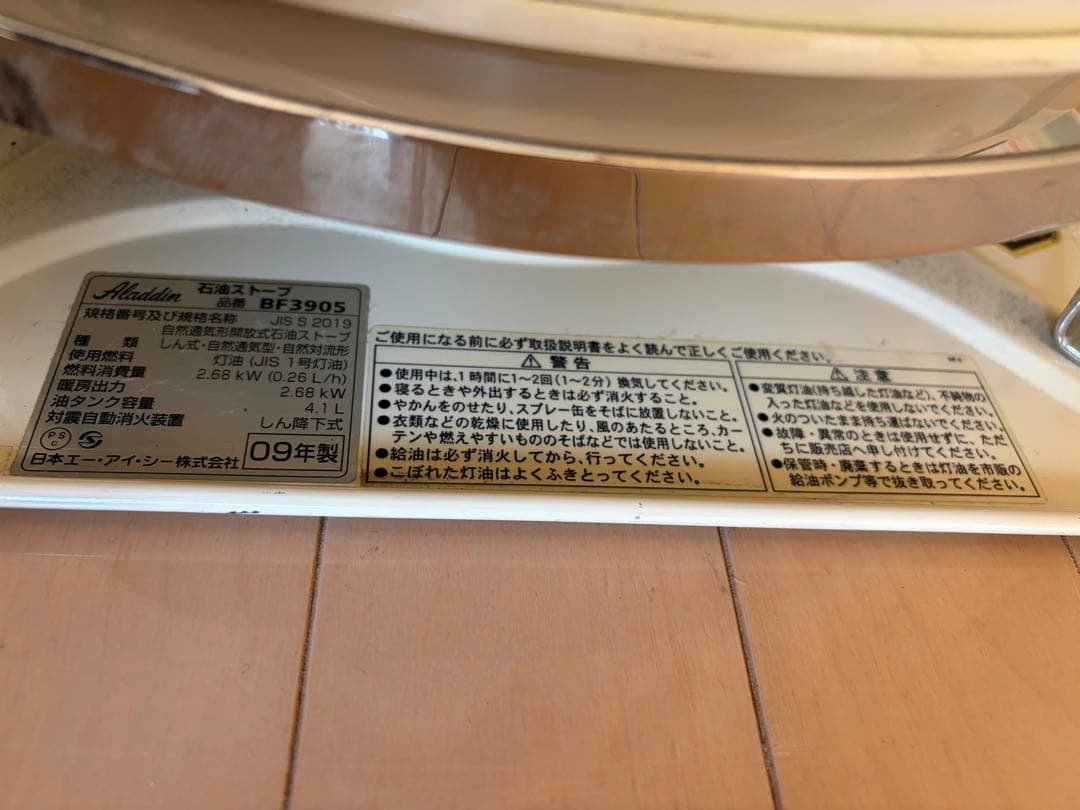 Aladdin 石油ストーブ
品番 BF3905
規格番号及び規格名称 JIS S 2019
自然通気形開放式石油ストーブ
種類 しん式・自然通気型・自然対流形
使用燃料 灯油 (JIS 1号灯油)
燃料消費量 2.68 kW (0.26 L/h)
暖房出力 2.68 kW
油タンク容量 4.1 L
対震自動消火装置 しん降下式
PS C S
日本エー・アイ・シー株式会社 09年製
ご使用になる前に必ず取扱説明書をよく読んで正しくご使用ください。
⚠ 警告
●使用中は、1時間に1~2回(1~2分)換気してください。
●寝るときや外出するときは必ず消火すること。
●やかんをのせたり、スプレー缶をそばに放置しないこと。
●衣類などの乾燥に使用したり、風のあたるところ、カー
テンや燃えやすいもののそばなどでは使用しないこと。
●給油は必ず消火してから、行ってください。
●こぼれた灯油はよくふきとってください。
⚠ 注意
●変質灯油(持ち越した灯油など)、不純物の
入った灯油などを使用しないでください。
●火のついたまま持ち運ばないでください。
●故障・異常のときは使用せずに、ただ
ちに販売店へ申し付けてください。
●保管時・廃棄するときは灯油を市販の
給油ポンプ等で抜き取ってください。